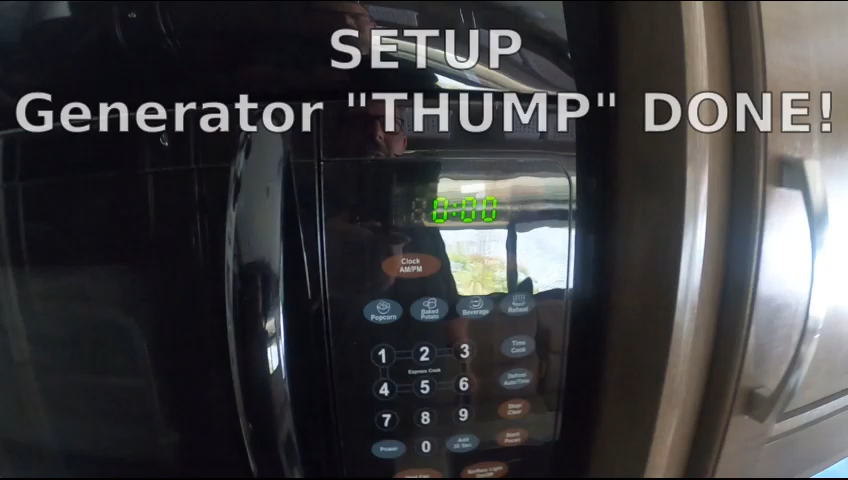 SETUP
Generator "THUMP" DONE!
0:00
Clock
AM/PM
Popcorn
Baked
Potato
Beverage
Reheat
1 2 3
Time
Cook
Express Cook
4 5 6
Defrost
Auto/Time
7 8 9
Stop/
Clear
Power
0
Add
30 Sec.
Start/
Surface Light